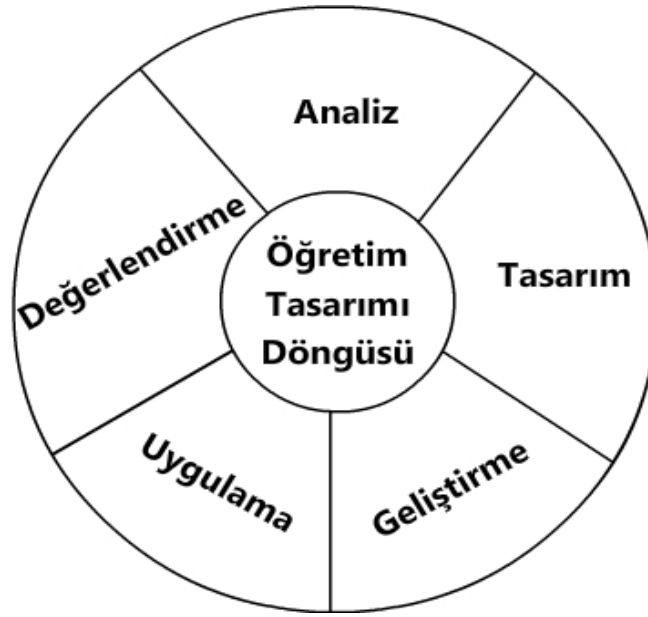 Analiz
Tasarım
Geliştirme
Uygulama
Değerlendirme
Öğretim
Tasarımı
Döngüsü